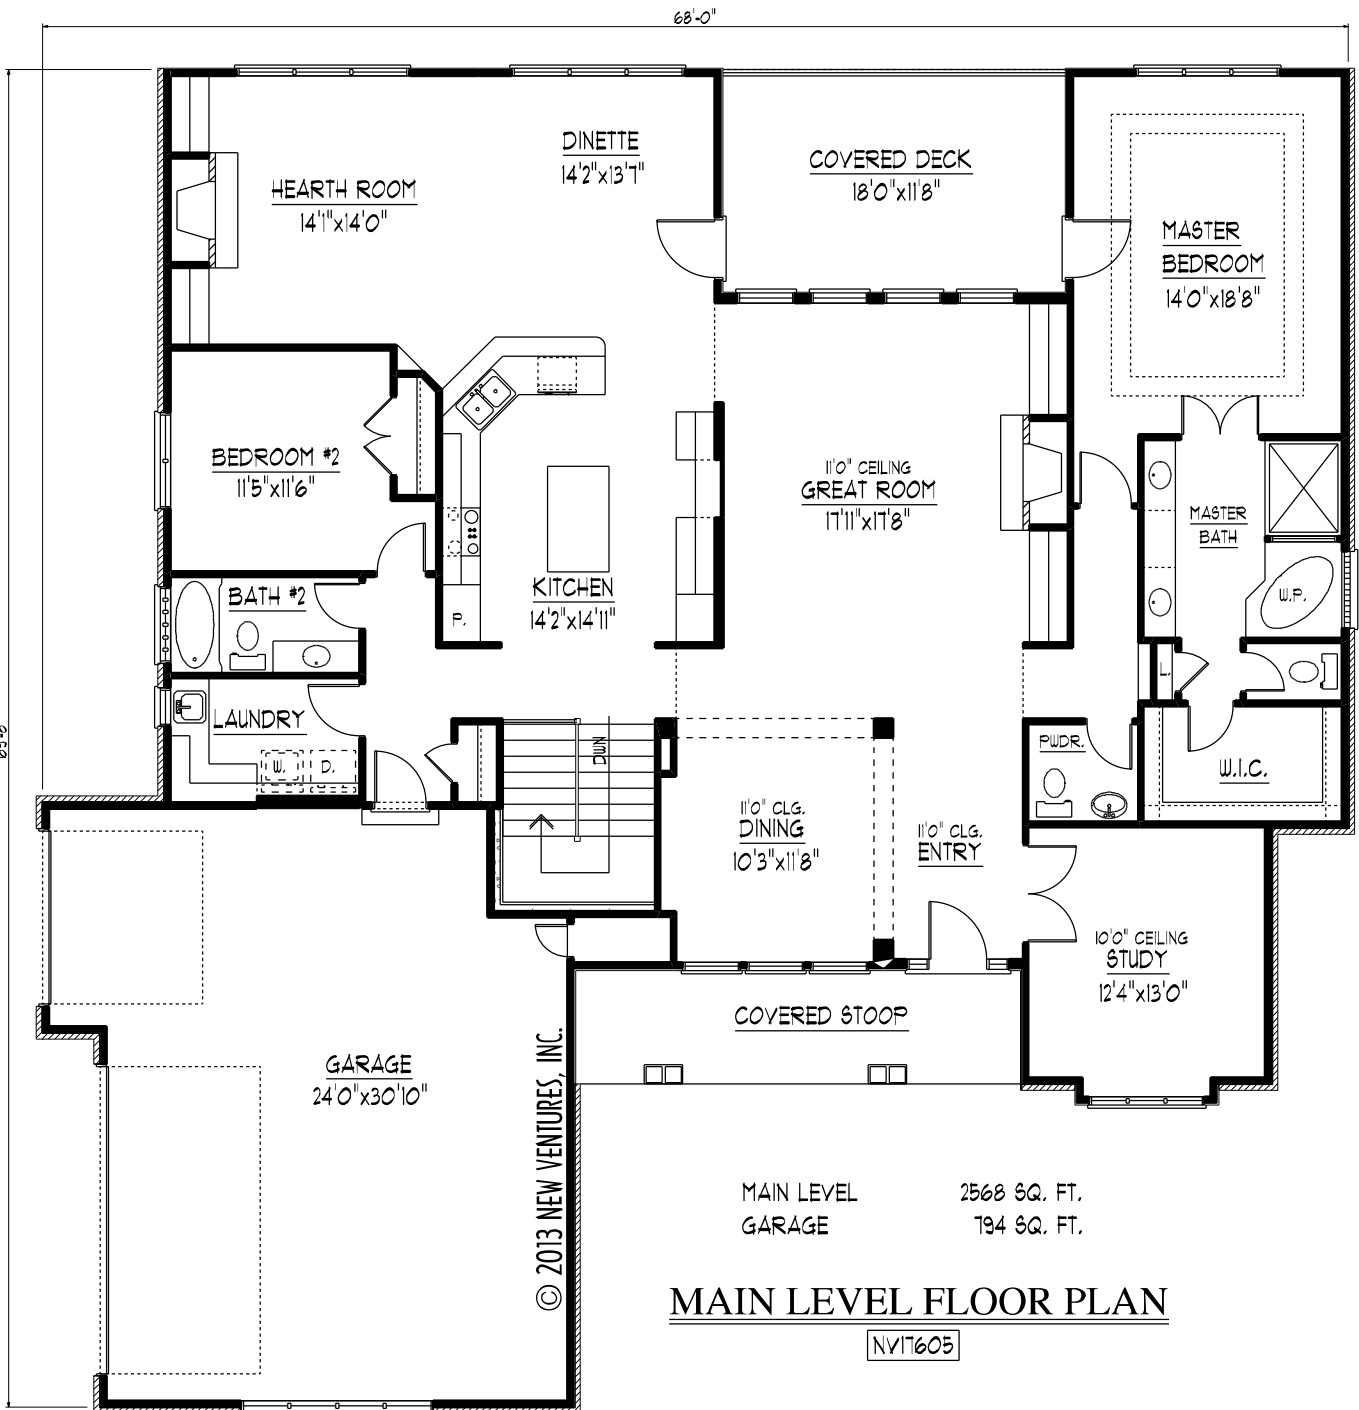 68'-0"
DINETTE
14'2"x13'7"
COVERED DECK
18'0"x11'8"
HEARTH ROOM
14'1"x14'0"
MASTER
BEDROOM
14'0"x18'8"
BEDROOM #2
11'5"x11'6"
11'0" CEILING
GREAT ROOM
17'11"x17'8"
MASTER
BATH
KITCHEN
14'2"x14'11"
BATH #2
P.
W.P.
L.
LAUNDRY
W.
D.
DWN
PWDR.
W.I.C.
11'0" CLG.
DINING
10'3"x11'8"
11'0" CLG.
ENTRY
10'0" CEILING
STUDY
12'4"x13'0"
COVERED STOOP
GARAGE
24'0"x30'10"
© 2013 NEW VENTURES, INC.
MAIN LEVEL 2568 SQ. FT.
GARAGE 794 SQ. FT.
MAIN LEVEL FLOOR PLAN
NV17605